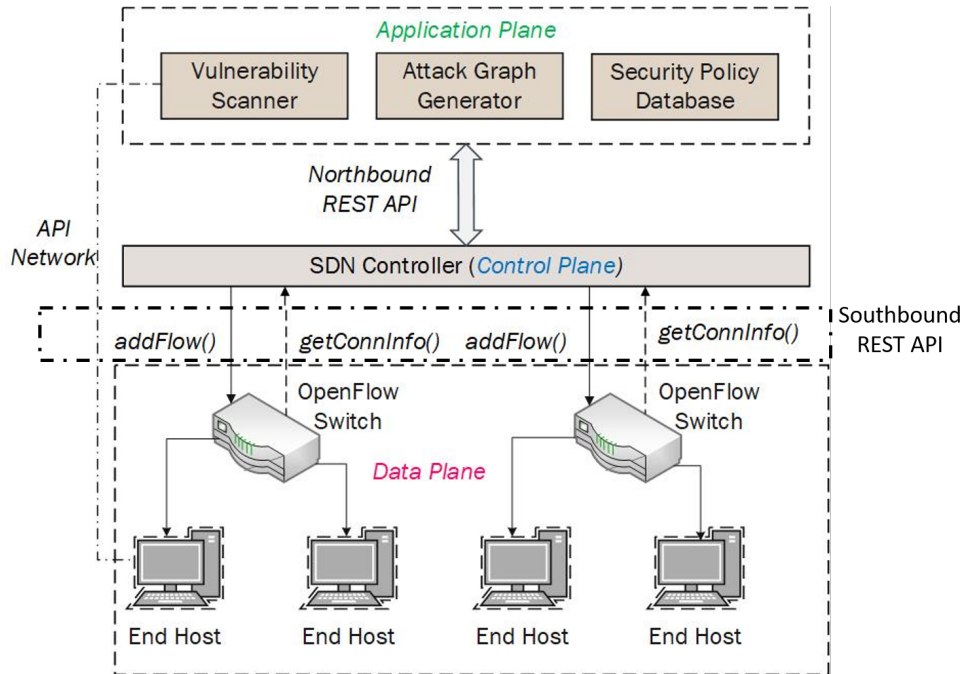 Application Plane
Vulnerability
Scanner
Attack Graph
Generator
Security Policy
Database
Northbound
REST API
API
Network
SDN Controller (Control Plane)
addFlow()
getConnInfo()
addFlow()
getConnInfo()
Southbound
REST API
OpenFlow
Switch
OpenFlow
Switch
Data Plane
End Host
End Host
End Host
End Host